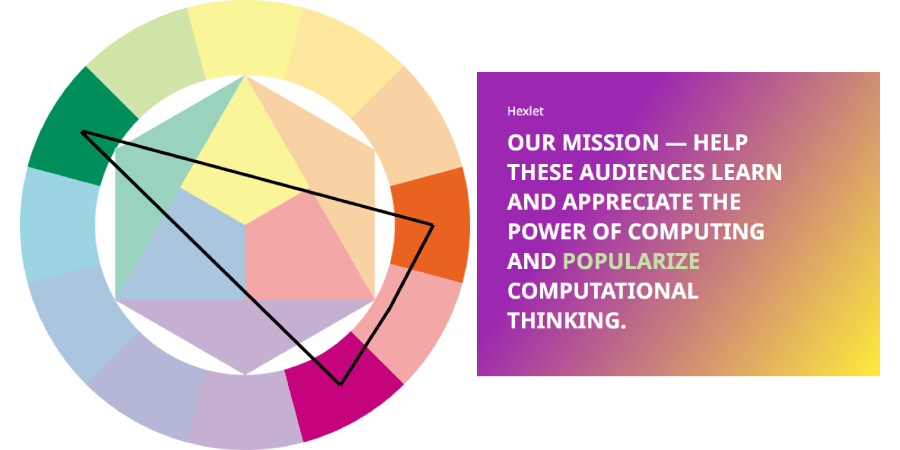 Hexlet
OUR MISSION — HELP
THESE AUDIENCES LEARN
AND APPRECIATE THE
POWER OF COMPUTING
AND POPULARIZE
COMPUTATIONAL
THINKING.